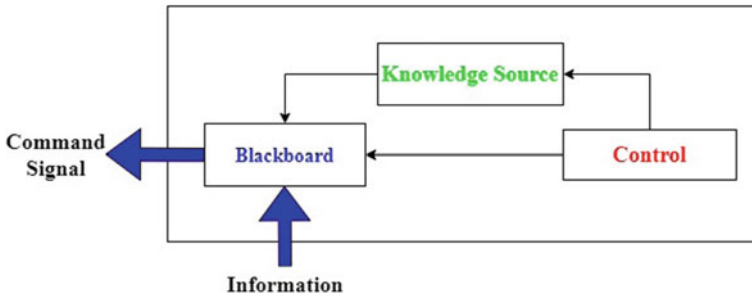 Knowledge Source
Command
Signal
Blackboard
Control
Information